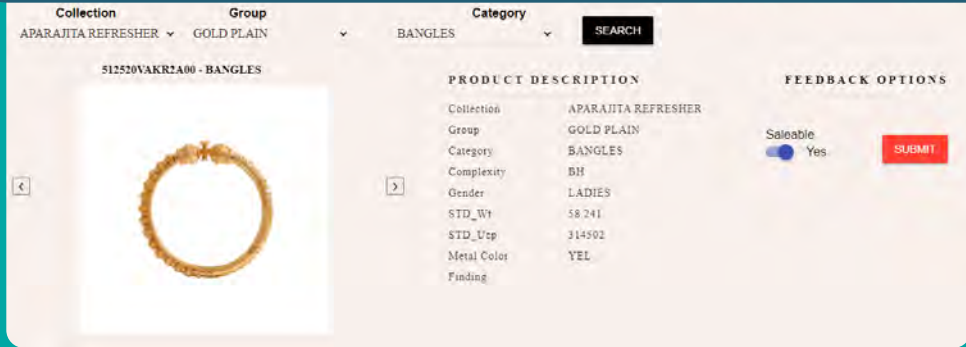 Collection Group Category
APARAJITA REFRESHER GOLD PLAIN BANGLES SEARCH
512520VAKR2A00 - BANGLES
PRODUCT DESCRIPTION
Collection APARAJITA REFRESHER
Group GOLD PLAIN
Category BANGLES
Complexity BH
Gender LADIES
STD_Wt 58.241
STD_Ucp 314502
Metal Color YEL
Finding
FEEDBACK OPTIONS
Saleable
Yes SUBMIT